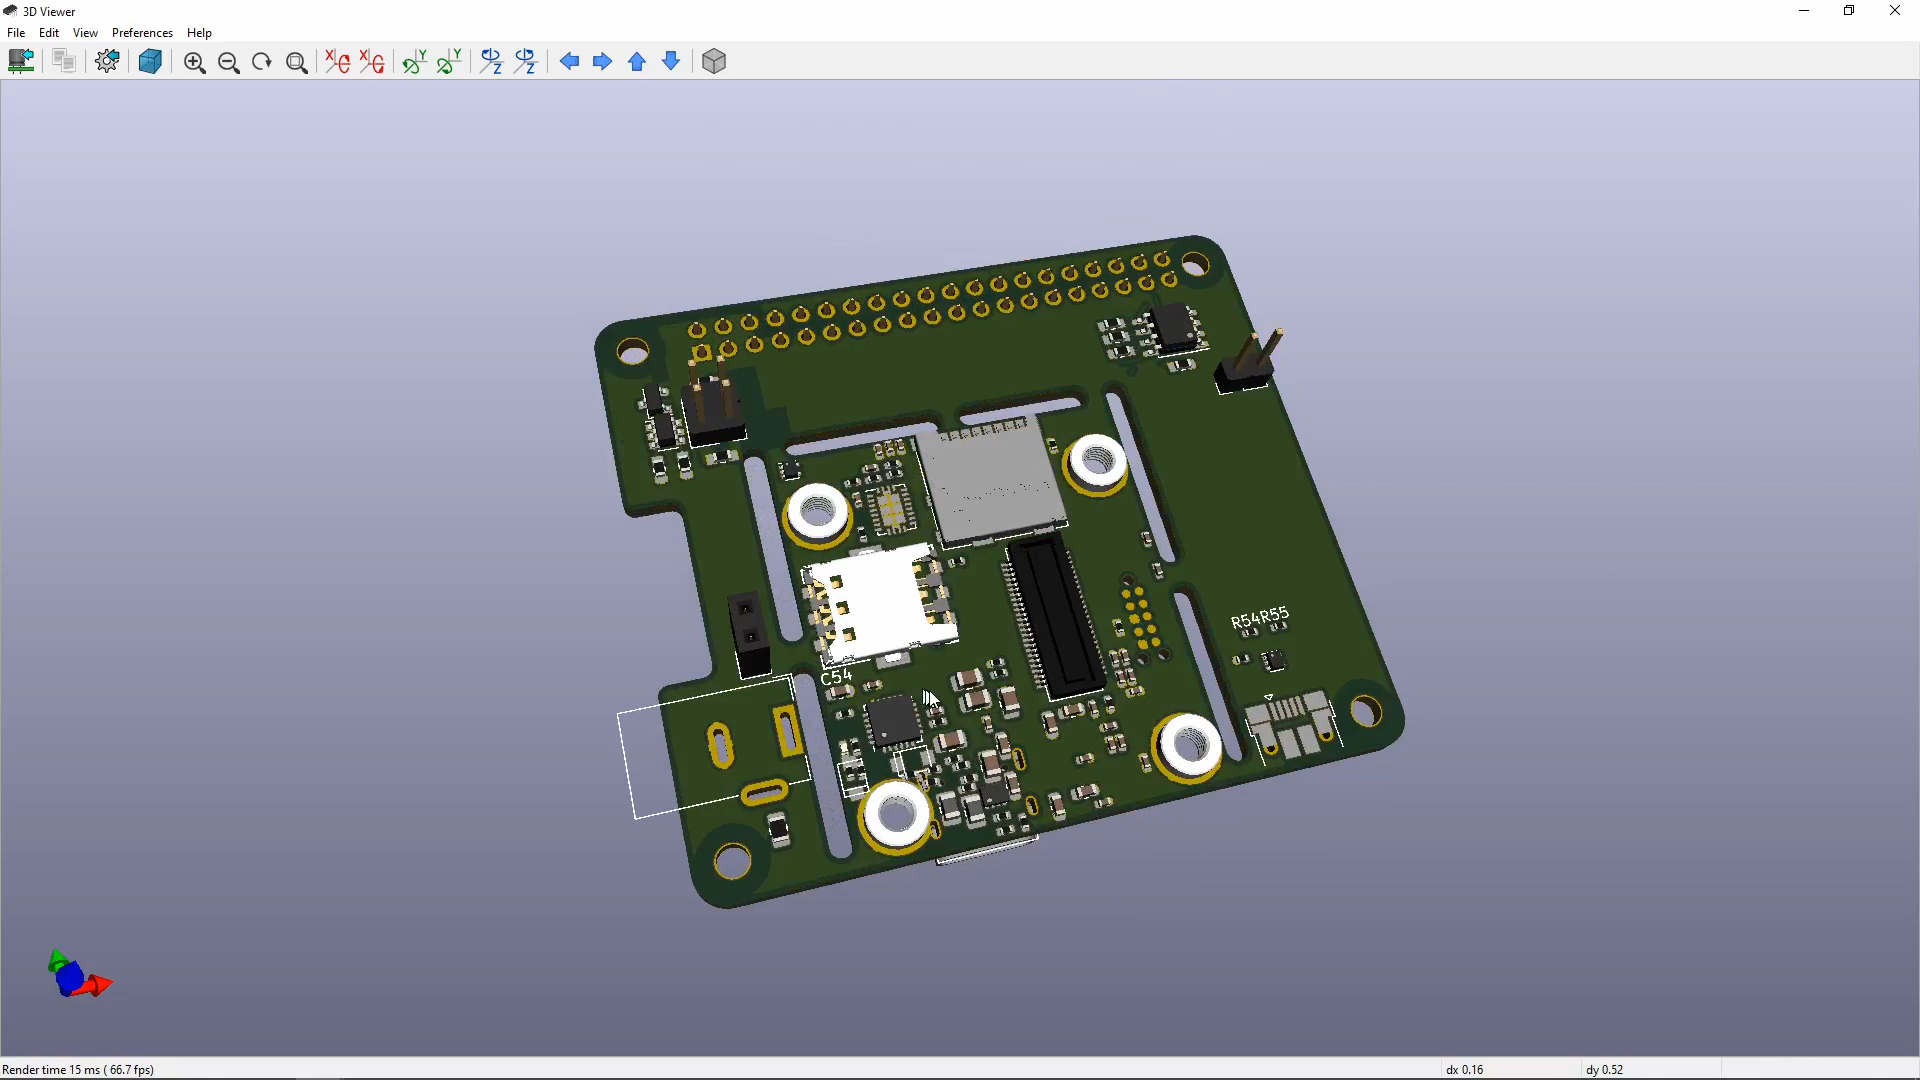 3D Viewer
File Edit View Preferences Help
X X Y Y Z Z
R54R55
C54
Render time 15 ms ( 66.7 fps) dx 0.16 dy 0.52